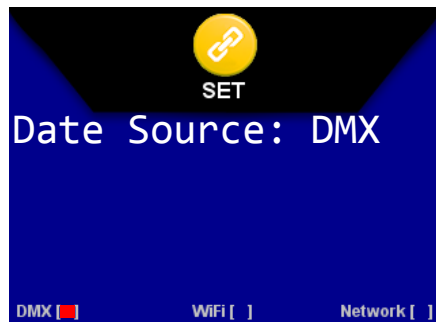 SET
Date Source: DMX
DMX [ ] WiFi [ ] Network [ ]